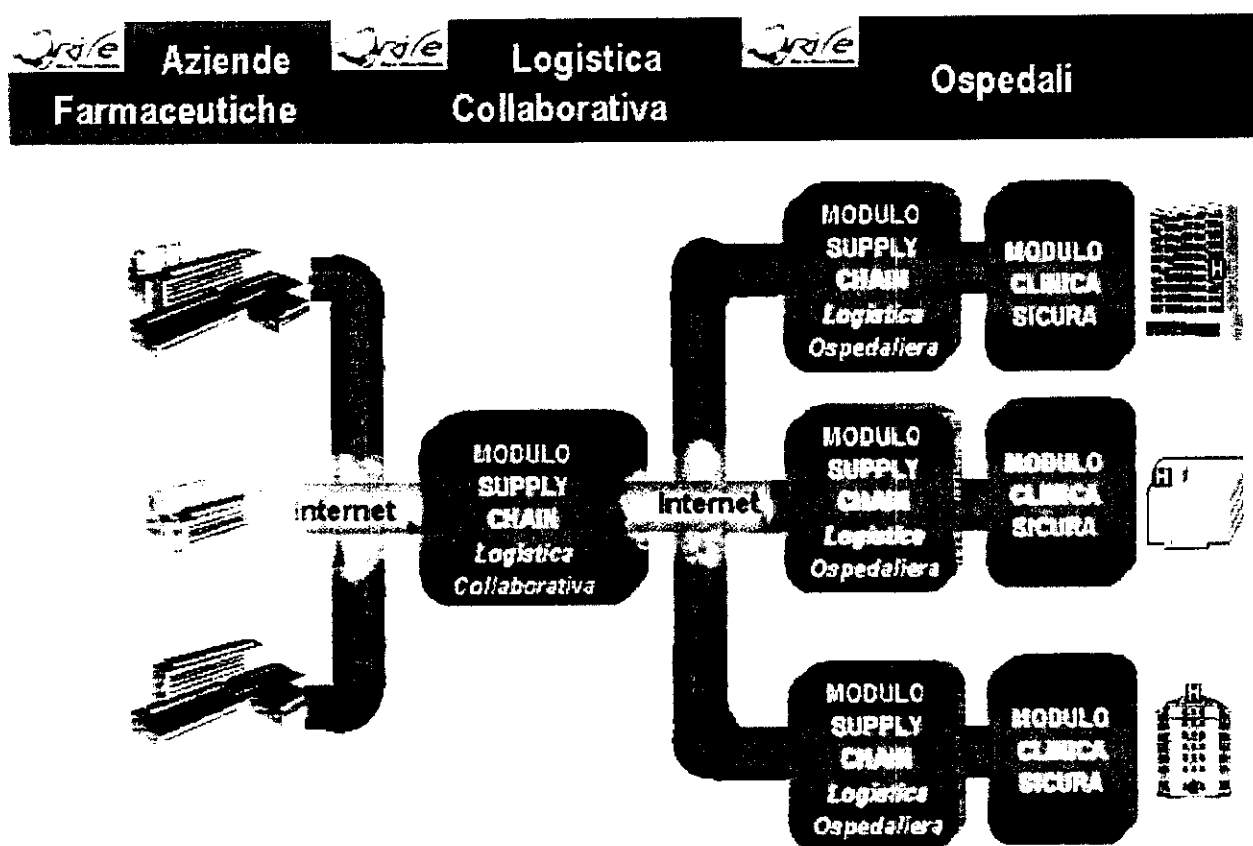 Aziende
Farmaceutiche
Logistica
Collaborativa
Ospedali
MODULO
SUPPLY
CHAIN
Logistica
Ospedaliera
MODULO
CLINICA
SICURA
H
internet
MODULO
SUPPLY
CHAIN
Logistica
Collaborativa
Internet
MODULO
SUPPLY
CHAIN
Logistica
Ospedaliera
MODULO
CLINICA
SICURA
H
MODULO
SUPPLY
CHAIN
Logistica
Ospedaliera
MODULO
CLINICA
SICURA
H